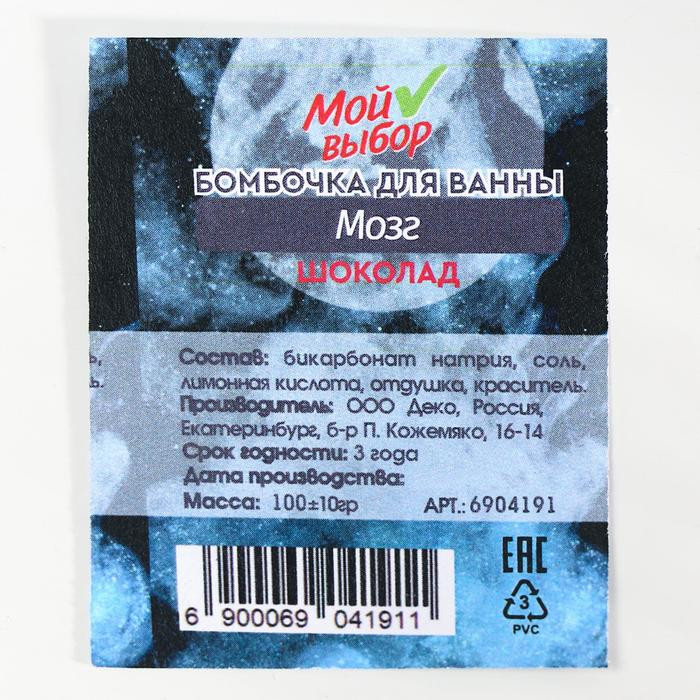 Мой
выбор
БОМБОЧКА ДЛЯ ВАННЫ
Мозг
ШОКОЛАД
Состав: бикарбонат натрия, соль,
лимонная кислота, отдушка, краситель.
Производитель: ООО Деко, Россия,
Екатеринбург, б-р П. Кожемяко, 16-14
Срок годности: 3 года
Дата производства:
Масса: 100±10гр АРТ.: 6904191
EAC
6 900069 041911
3
PVC